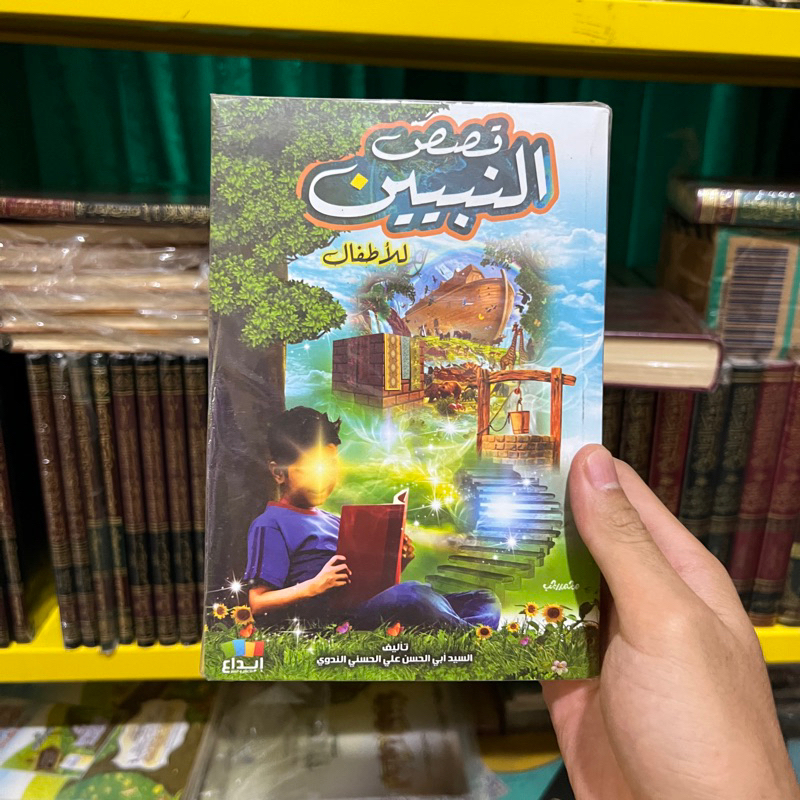 قصص
النبيين
للأطفال
تأليف
السيد أبي الحسن علي الحسني الندوي
إبداع